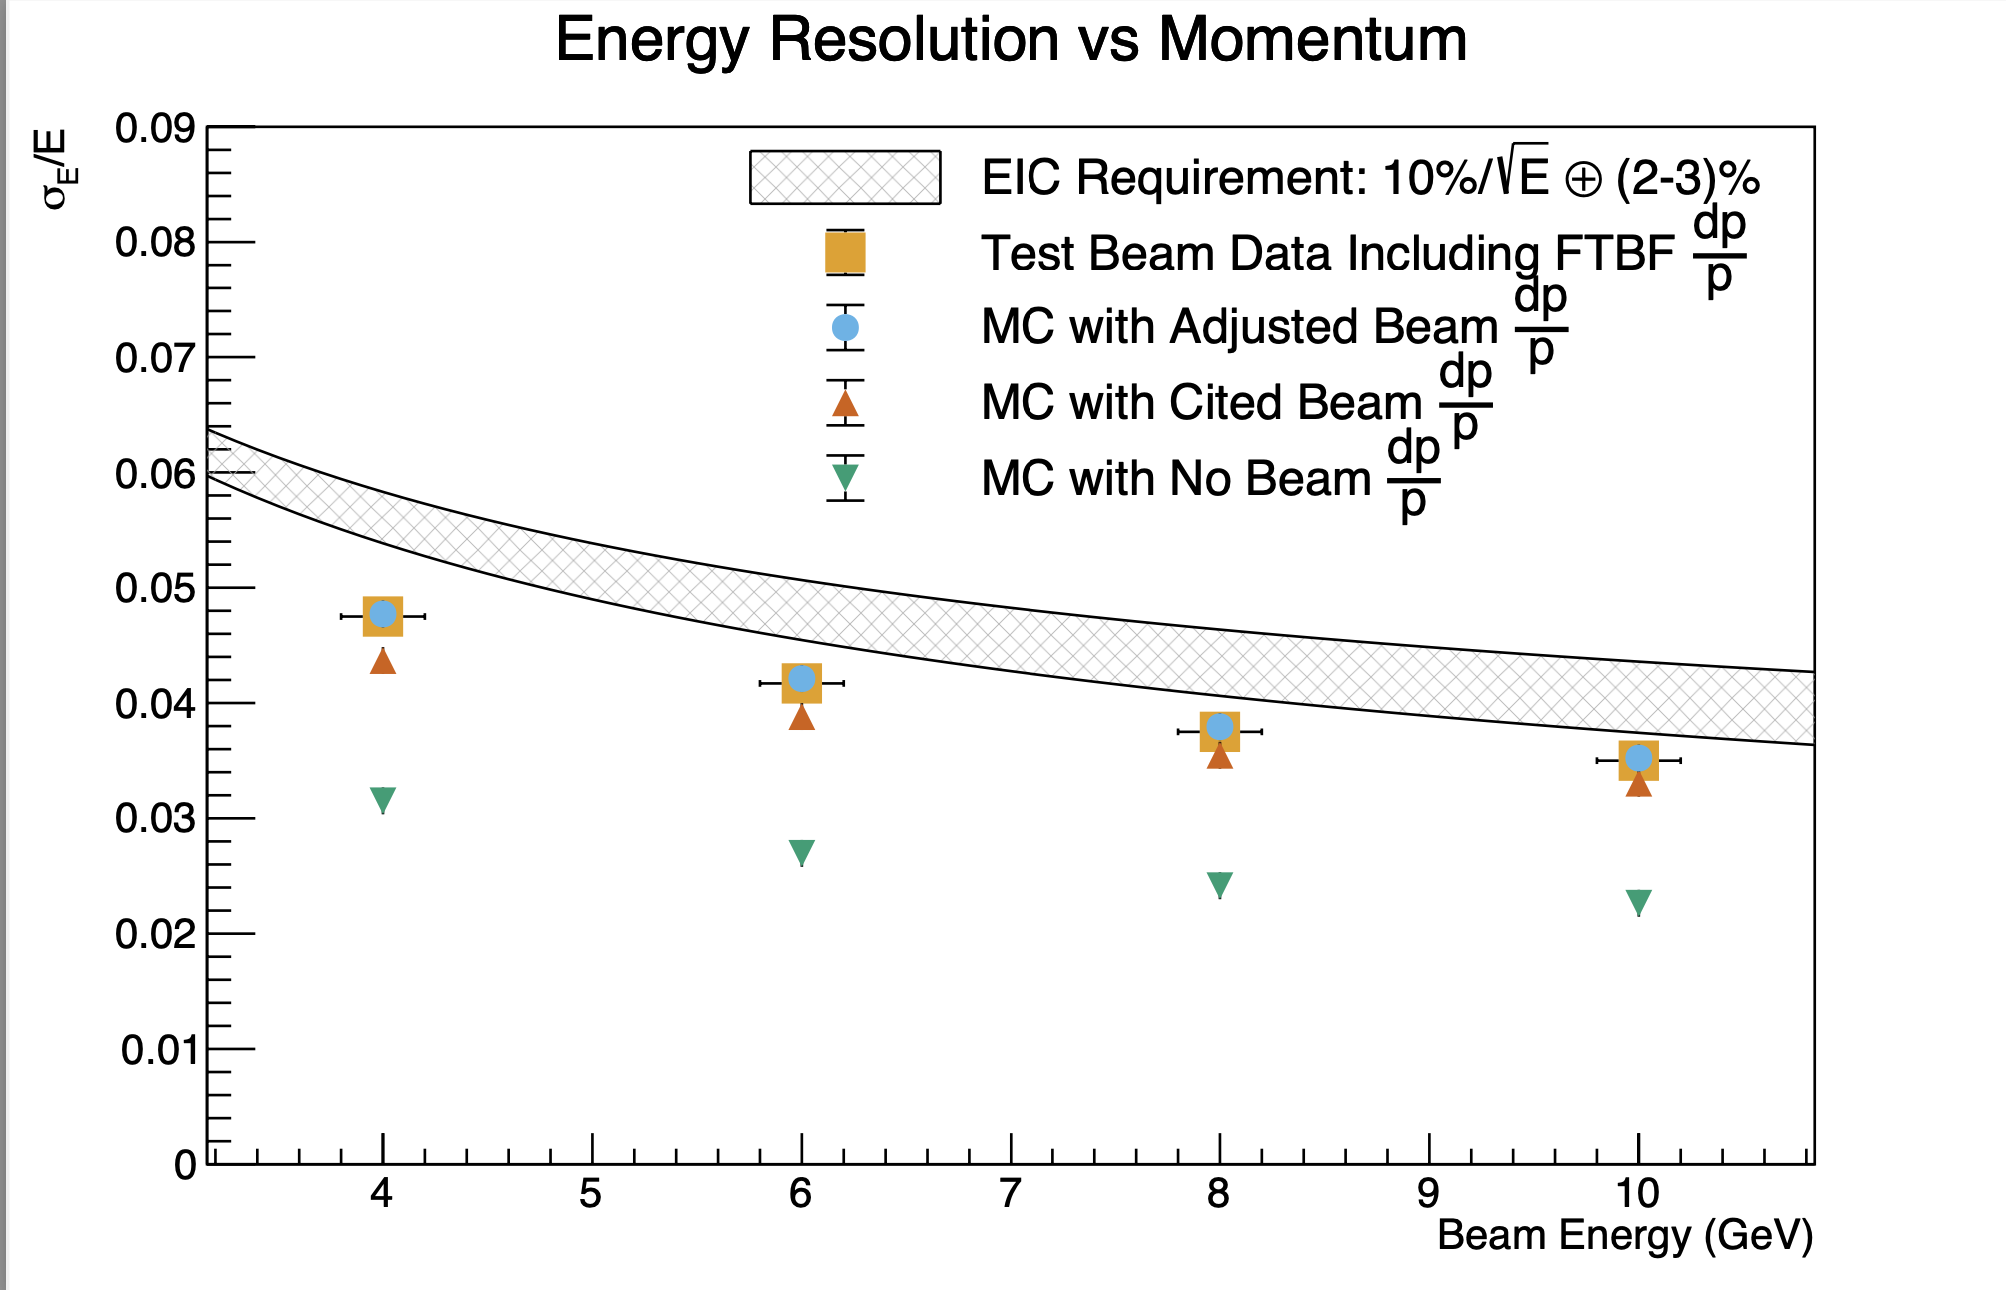 Energy Resolution vs Momentum
σE/E
0.09
0.08
0.07
0.06
0.05
0.04
0.03
0.02
0.01
0
EIC Requirement: 10%/√E ⊕ (2-3)%
Test Beam Data Including FTBF dp/p
MC with Adjusted Beam dp/p
MC with Cited Beam dp/p
MC with No Beam dp/p
4 5 6 7 8 9 10
Beam Energy (GeV)